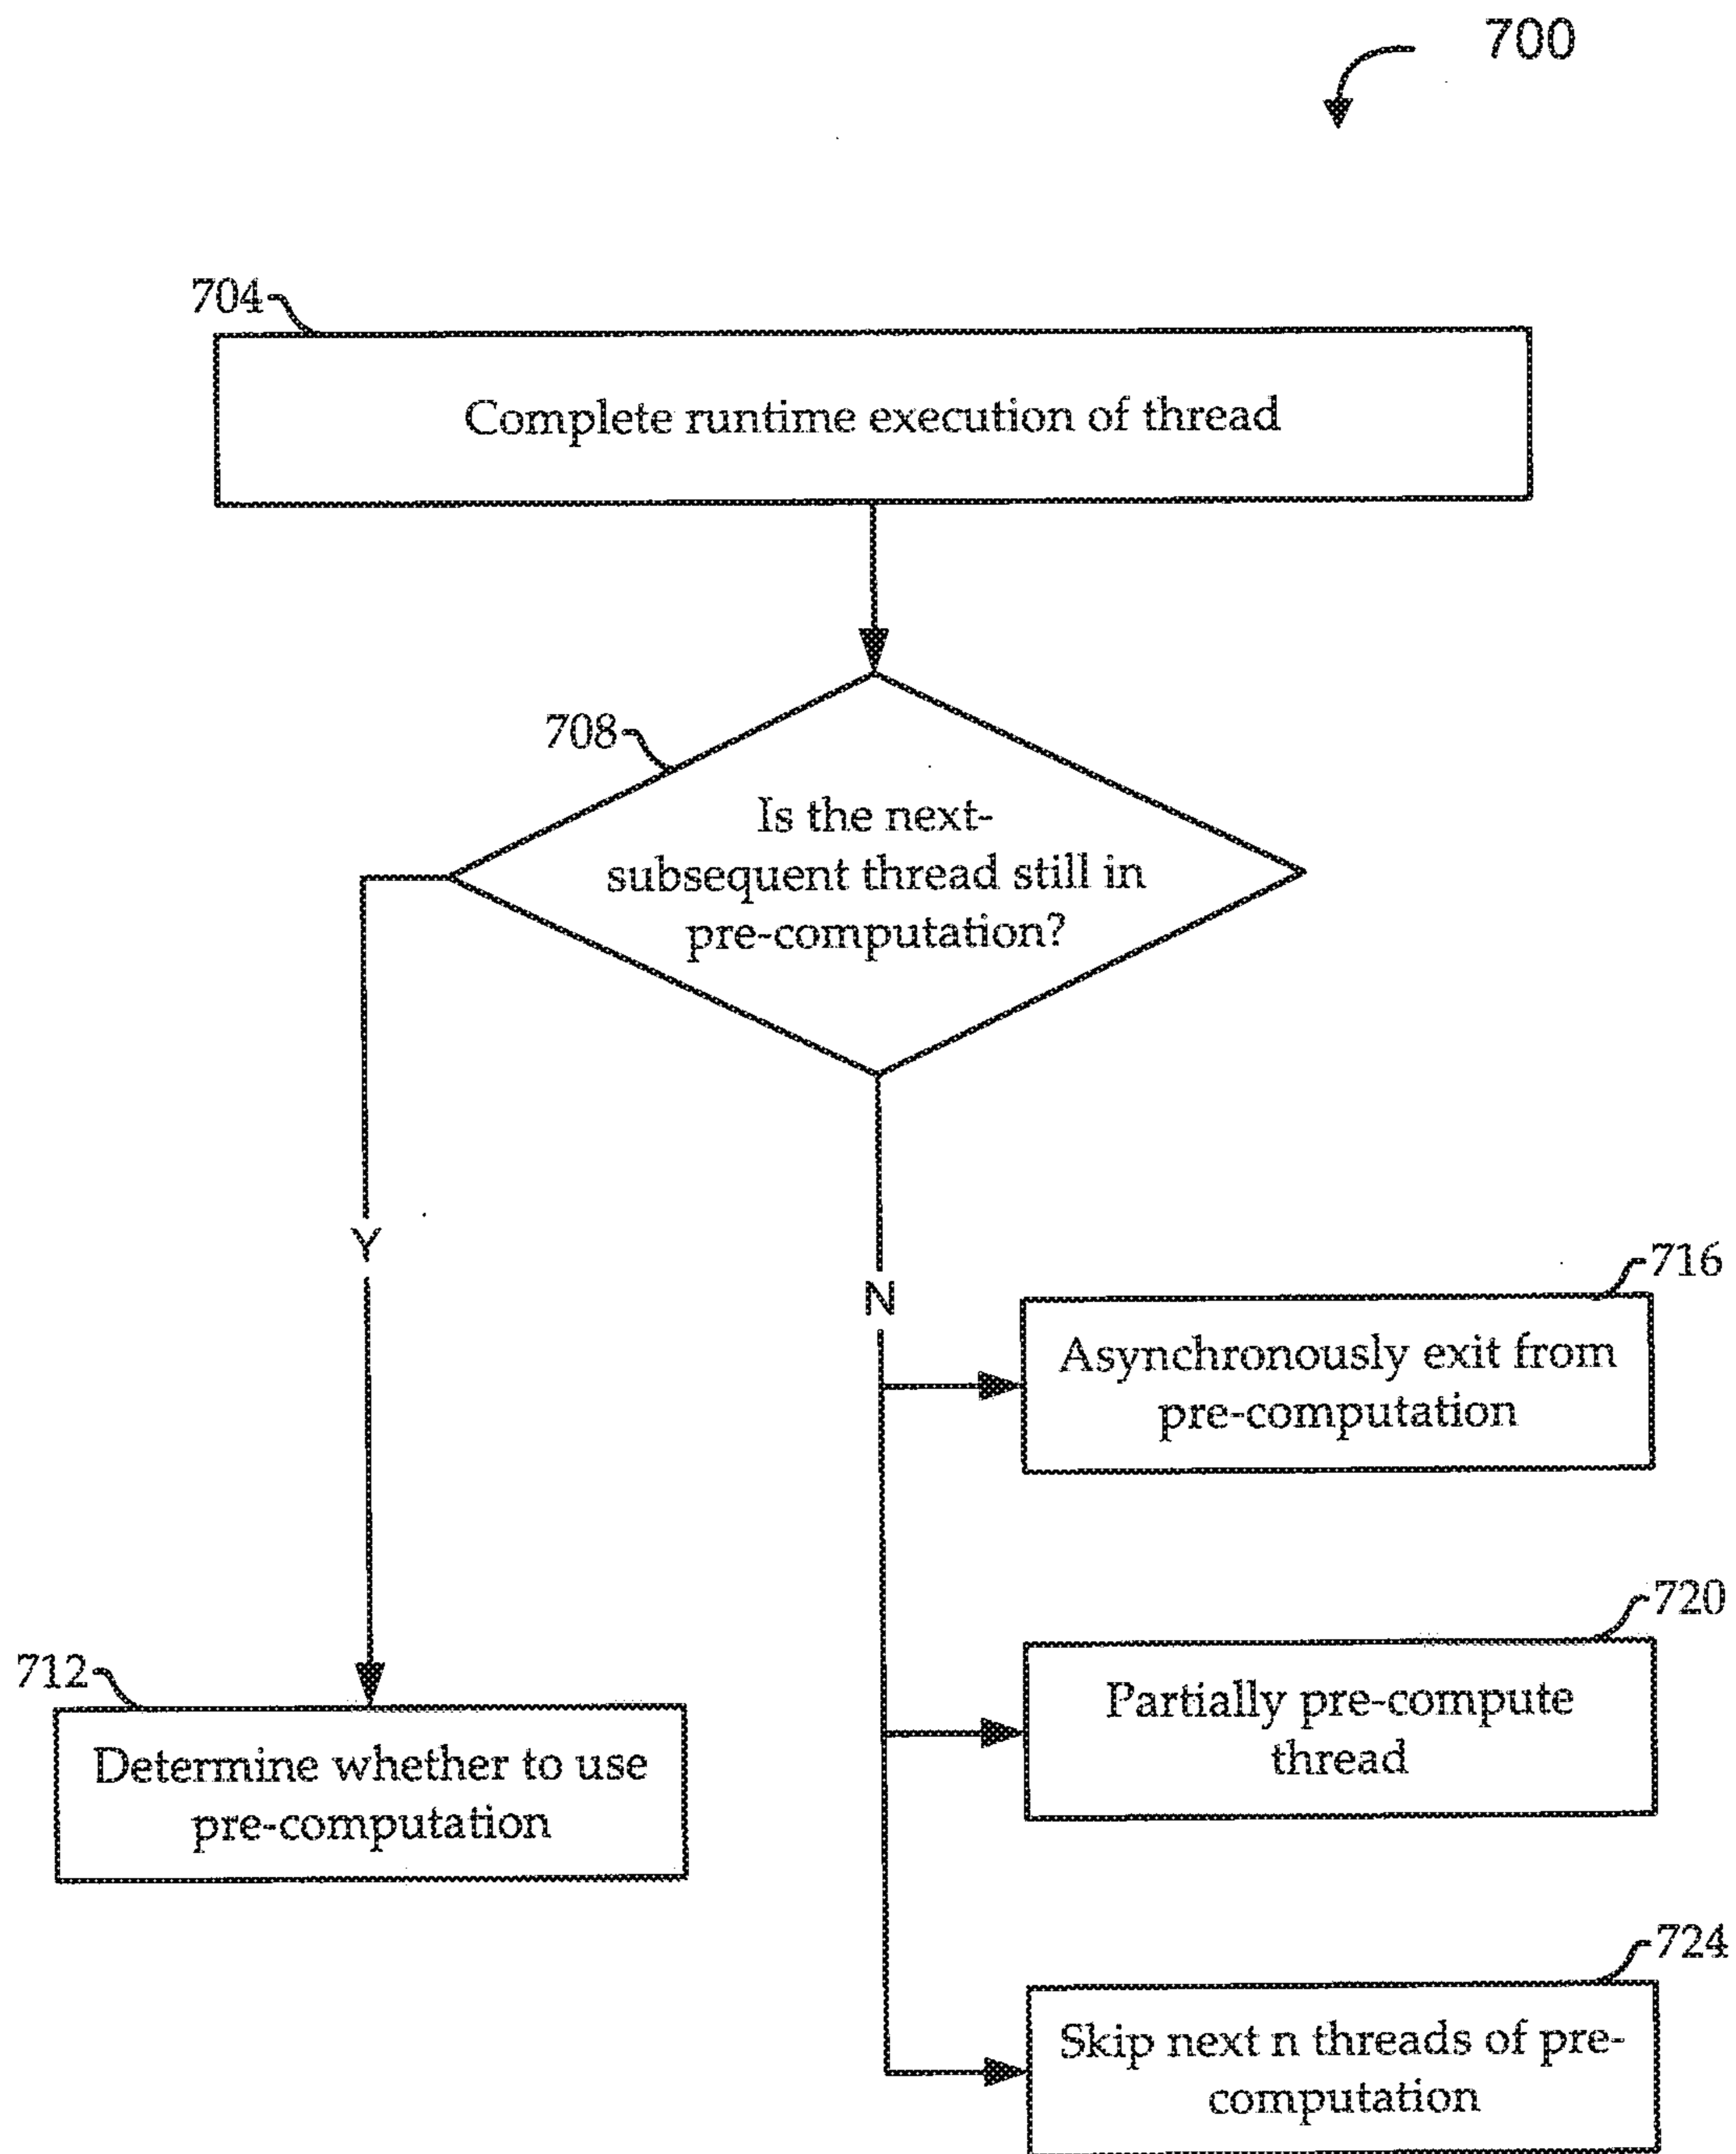 700
704
Complete runtime execution of thread
708
Is the next-
subsequent thread still in
pre-computation?
Y
N
716
Asynchronously exit from
pre-computation
720
Partially pre-compute
thread
712
Determine whether to use
pre-computation
724
Skip next n threads of pre-
computation